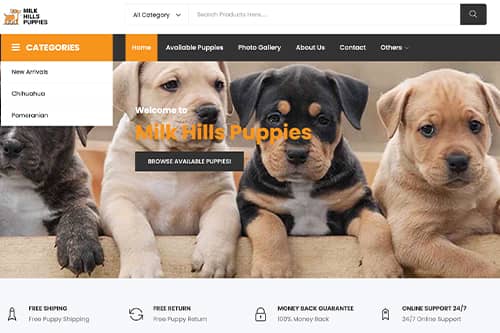 MILK
HILLS
PUPPIES
All Category
Search Products Here....
CATEGORIES
Home
Available Puppies
Photo Gallery
About Us
Contact
Others
New Arrivals
Chihuahua
Pomeranian
Welcome to
Milk Hills Puppies
BROWSE AVAILABLE PUPPIES!
FREE SHIPING
Free Puppy Shipping
FREE RETURN
Free Puppy Return
MONEY BACK GUARANTEE
100% Money Back
ONLINE SUPPORT 24/7
24/7 Online Support